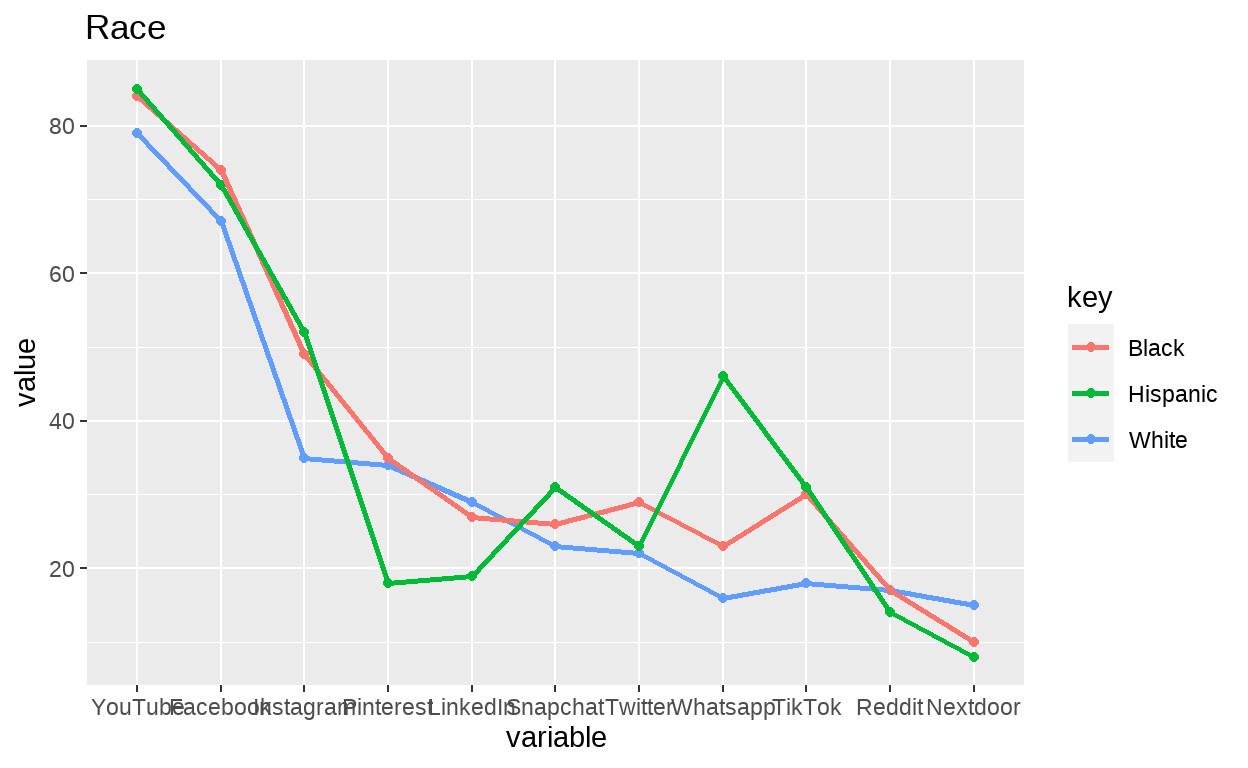 Race
value
80
60
40
20
YouTube Facebook Instagram Pinterest LinkedIn Snapchat Twitter Whatsapp TikTok Reddit Nextdoor
variable
key
Black
Hispanic
White